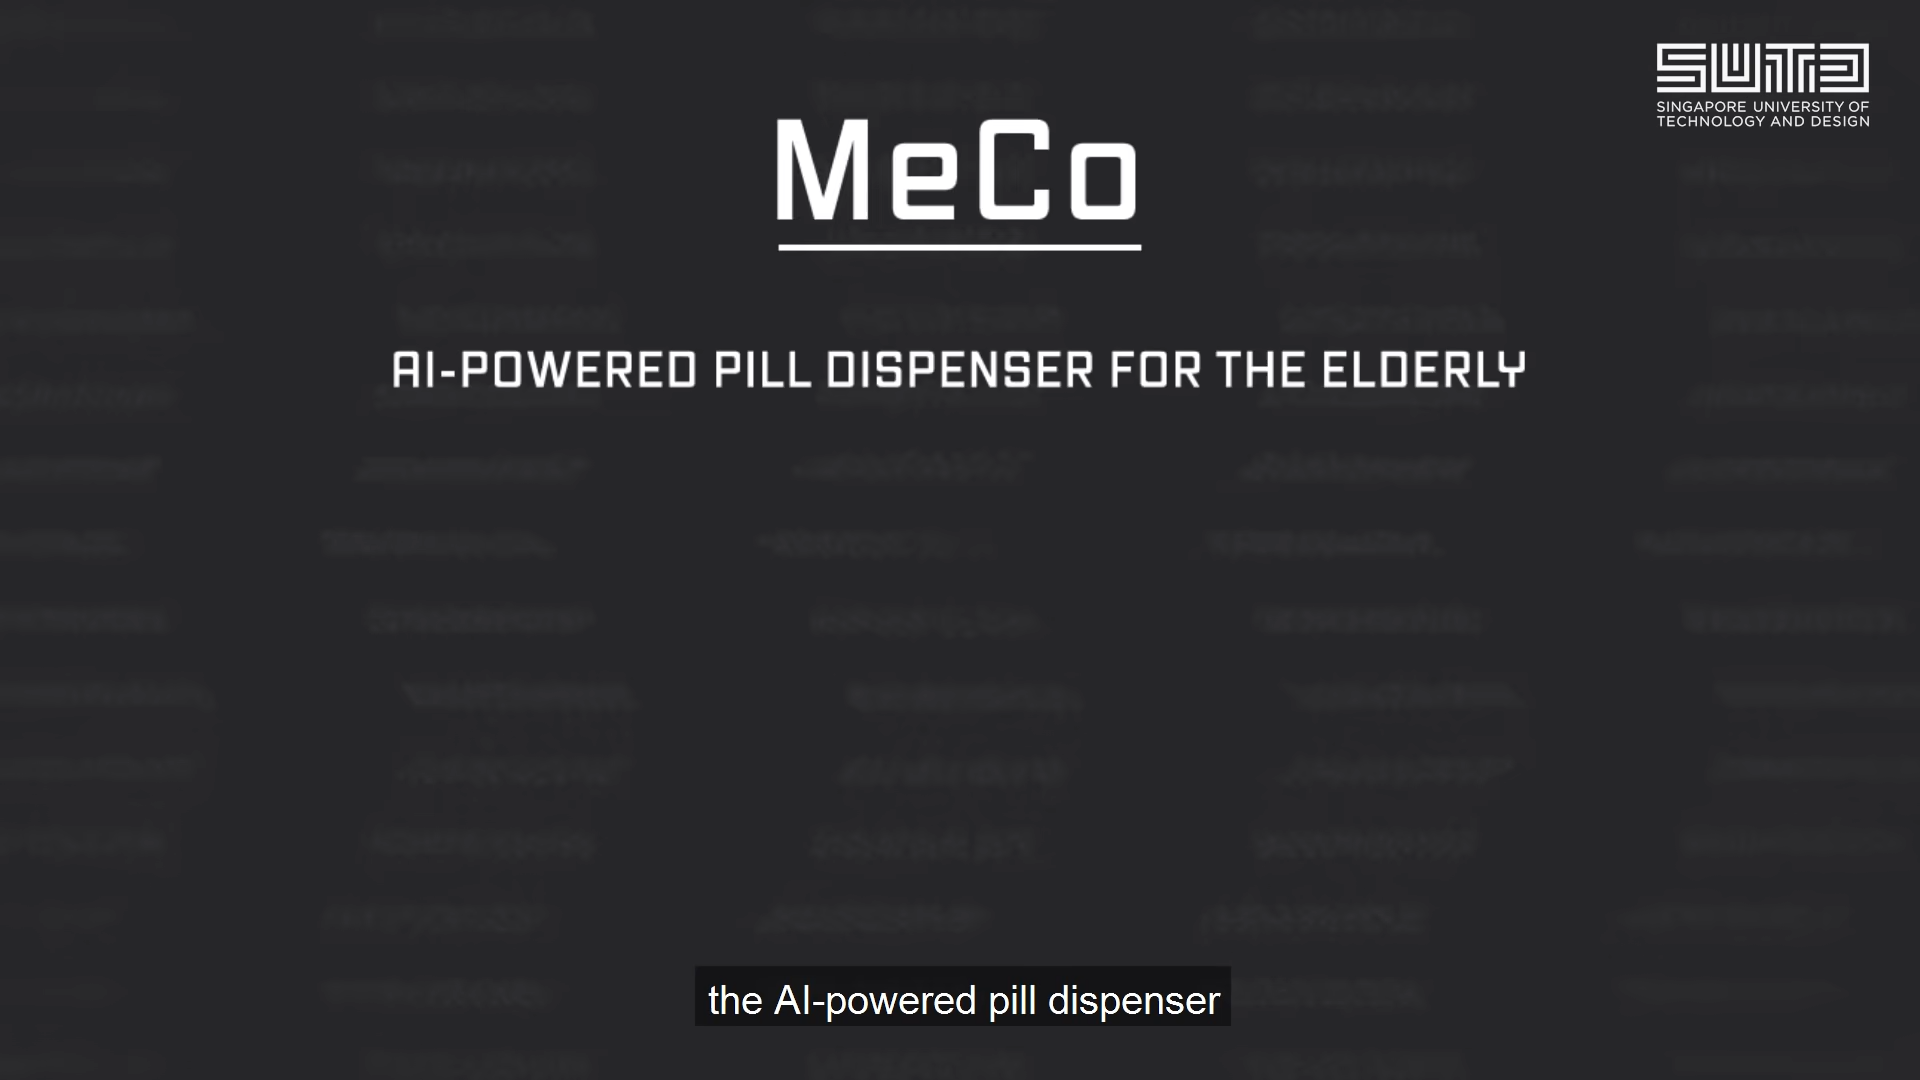 SUTD
SINGAPORE UNIVERSITY OF
TECHNOLOGY AND DESIGN
MeCo
AI-POWERED PILL DISPENSER FOR THE ELDERLY
the AI-powered pill dispenser